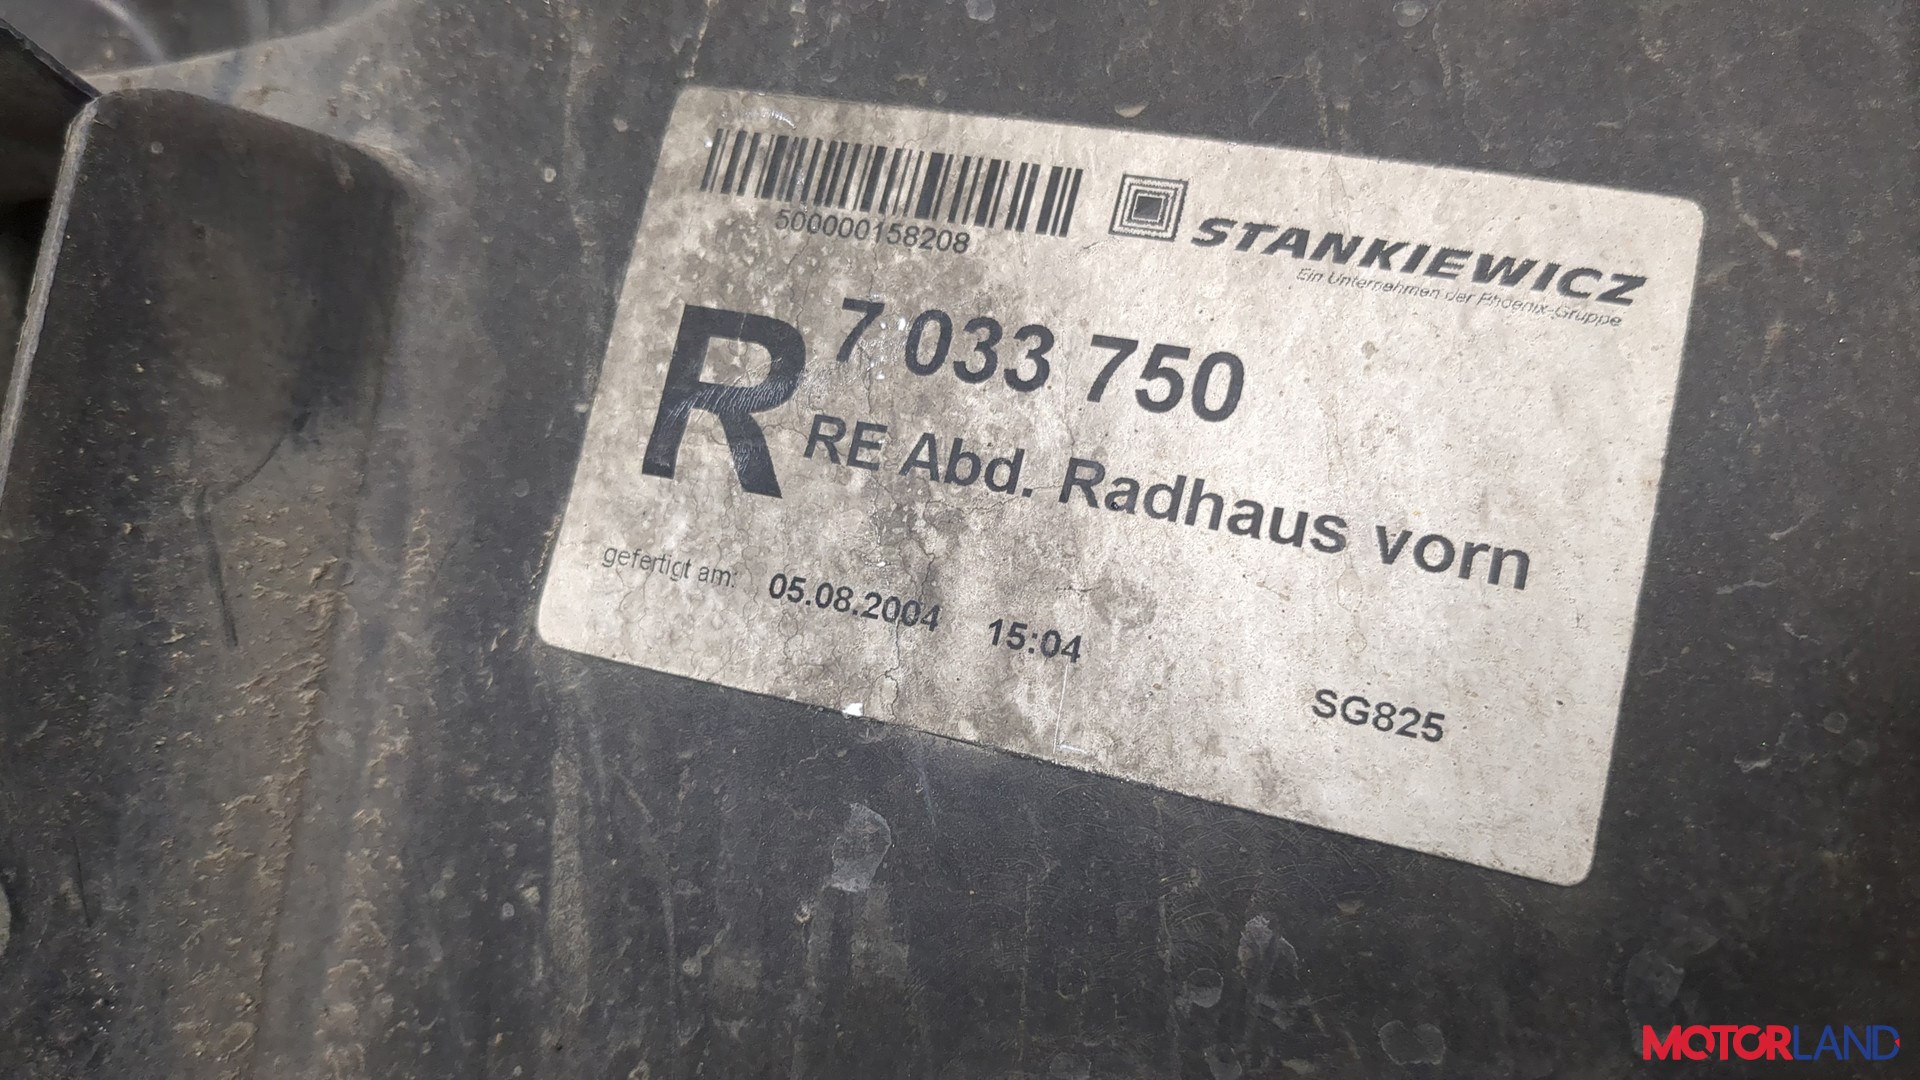 500000158208
STANKIEWICZ
Ein Unternehmen der Phoenix-Gruppe
R
7 033 750
RE Abd. Radhaus vorn
gefertigt am: 05.08.2004 15:04
SG825
MOTORLAND